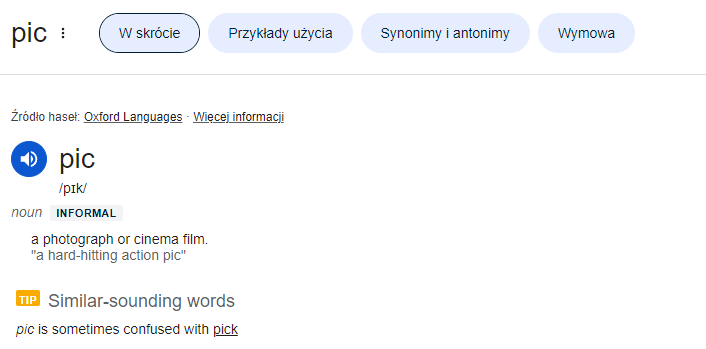 pic
W skrócie
Przykłady użycia
Synonimy i antonimy
Wymowa
Źródło haseł: Oxford Languages · Więcej informacji
pic
/pɪk/
noun INFORMAL
a photograph or cinema film.
"a hard-hitting action pic"
TIP Similar-sounding words
pic is sometimes confused with pick